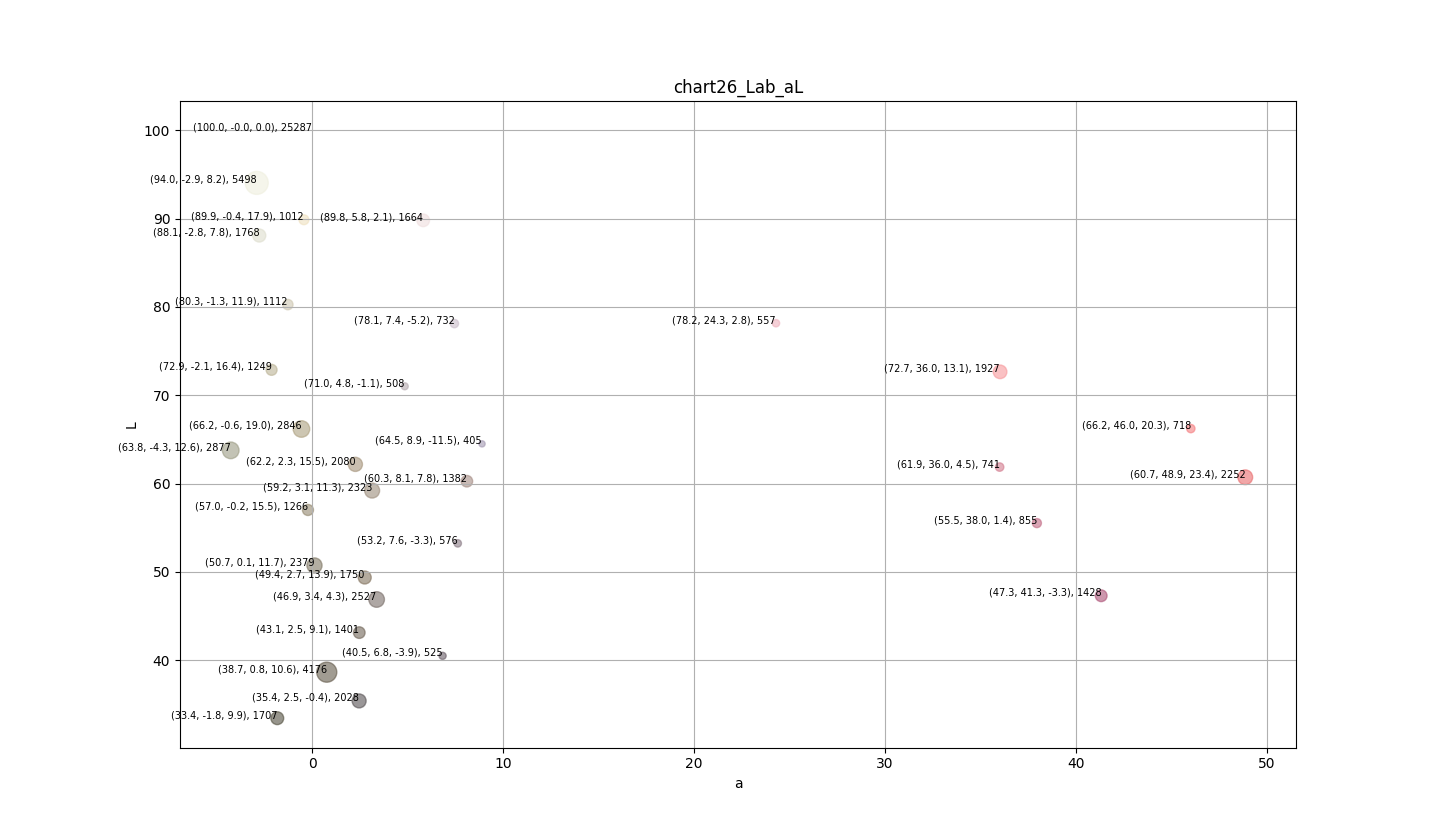 chart26_Lab_aL
100
(100.0, -0.0, 0.0), 25287
(94.0, -2.9, 8.2), 5498
90
(89.9, -0.4, 17.9), 1012
(89.8, 5.8, 2.1), 1664
(88.1, -2.8, 7.8), 1768
80
(80.3, -1.3, 11.9), 1112
(78.1, 7.4, -5.2), 732
(78.2, 24.3, 2.8), 557
(72.9, -2.1, 16.4), 1249
(72.7, 36.0, 13.1), 1927
(71.0, 4.8, -1.1), 508
70
L
(66.2, -0.6, 19.0), 2846
(66.2, 46.0, 20.3), 718
(64.5, 8.9, -11.5), 405
(63.8, -4.3, 12.6), 2877
(62.2, 2.3, 15.5), 2080
(61.9, 36.0, 4.5), 741
(60.3, 8.1, 7.8), 1382
(60.7, 48.9, 23.4), 2252
60
(59.2, 3.1, 11.3), 2323
(57.0, -0.2, 15.5), 1266
(55.5, 38.0, 1.4), 855
(53.2, 7.6, -3.3), 576
(50.7, 0.1, 11.7), 2379
50
(49.4, 2.7, 13.9), 1750
(46.9, 3.4, 4.3), 2527
(47.3, 41.3, -3.3), 1428
(43.1, 2.5, 9.1), 1401
(40.5, 6.8, -3.9), 525
40
(38.7, 0.8, 10.6), 4176
(35.4, 2.5, -0.4), 2028
(33.4, -1.8, 9.9), 1707
0 10 20 30 40 50
a